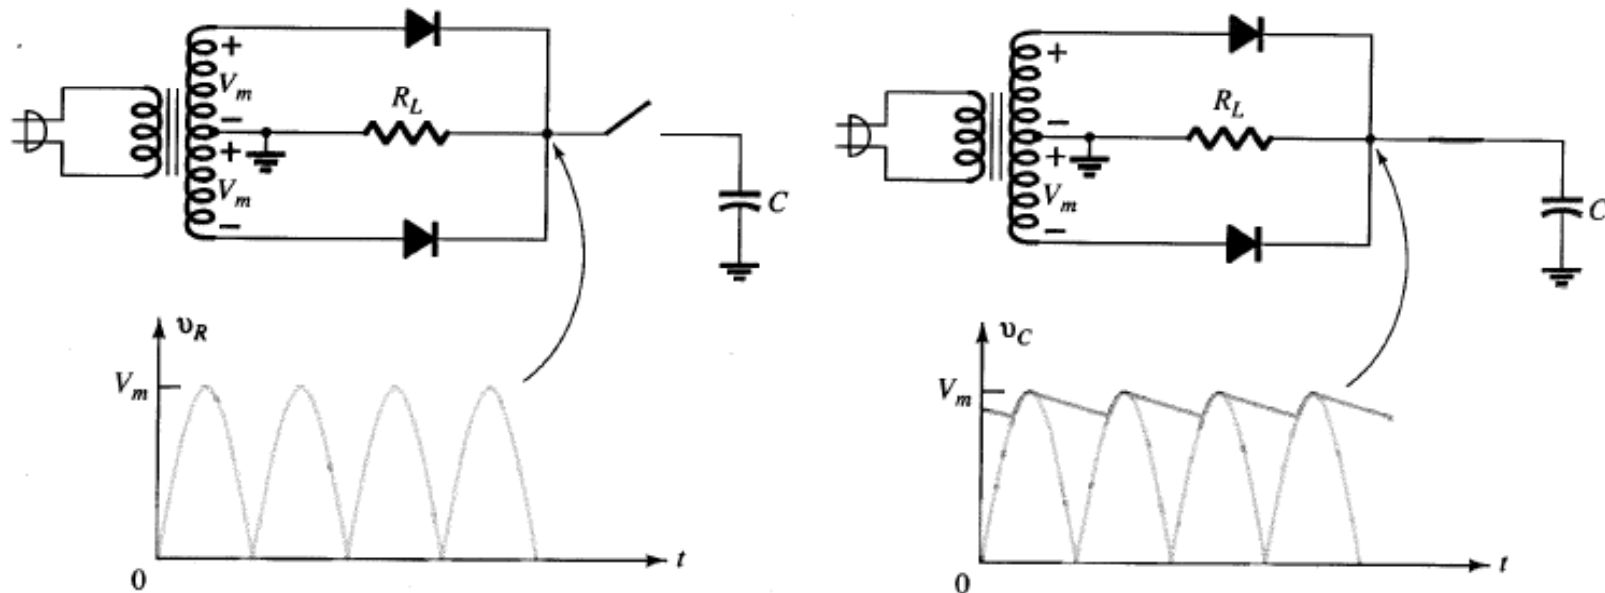 +
V_m
−
+
V_m
−
R_L
C
υ_R
V_m
0
t
+
−
+
V_m
−
R_L
C
υ_C
V_m
0
t